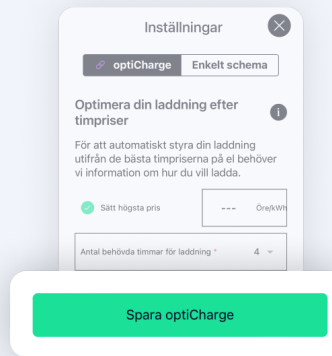 Inställningar
optiCharge Enkelt schema
Optimera din laddning efter
timpriser
För att automatiskt styra din laddning
utifrån de bästa timpriserna på el behöver
vi information om hur du vill ladda.
Sätt högsta pris --- Öre/kWh
Antal behövda timmar för laddning * 4
Spara optiCharge